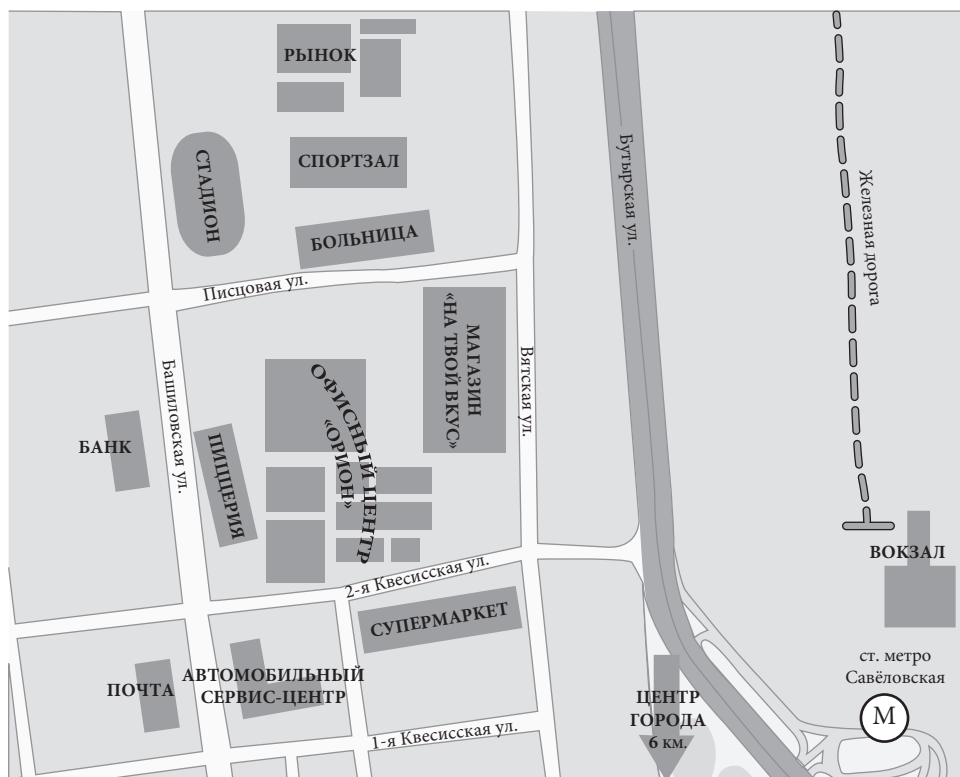 РЫНОК
СТАДИОН
СПОРТЗАЛ
БОЛЬНИЦА
Бутырская ул.
Железная дорога
Писцовая ул.
МАГАЗИН
«НА ТВОЙ ВКУС»
Вятская ул.
Башиловская ул.
БАНК
ПИЦЦЕРИЯ
ОФИСНЫЙ ЦЕНТР
«ОРИОН»
2-я Квесисская ул.
ВОКЗАЛ
СУПЕРМАРКЕТ
ПОЧТА
АВТОМОБИЛЬНЫЙ
СЕРВИС-ЦЕНТР
ст. метро
Савёловская
М
ЦЕНТР
ГОРОДА
6 км.
1-я Квесисская ул.